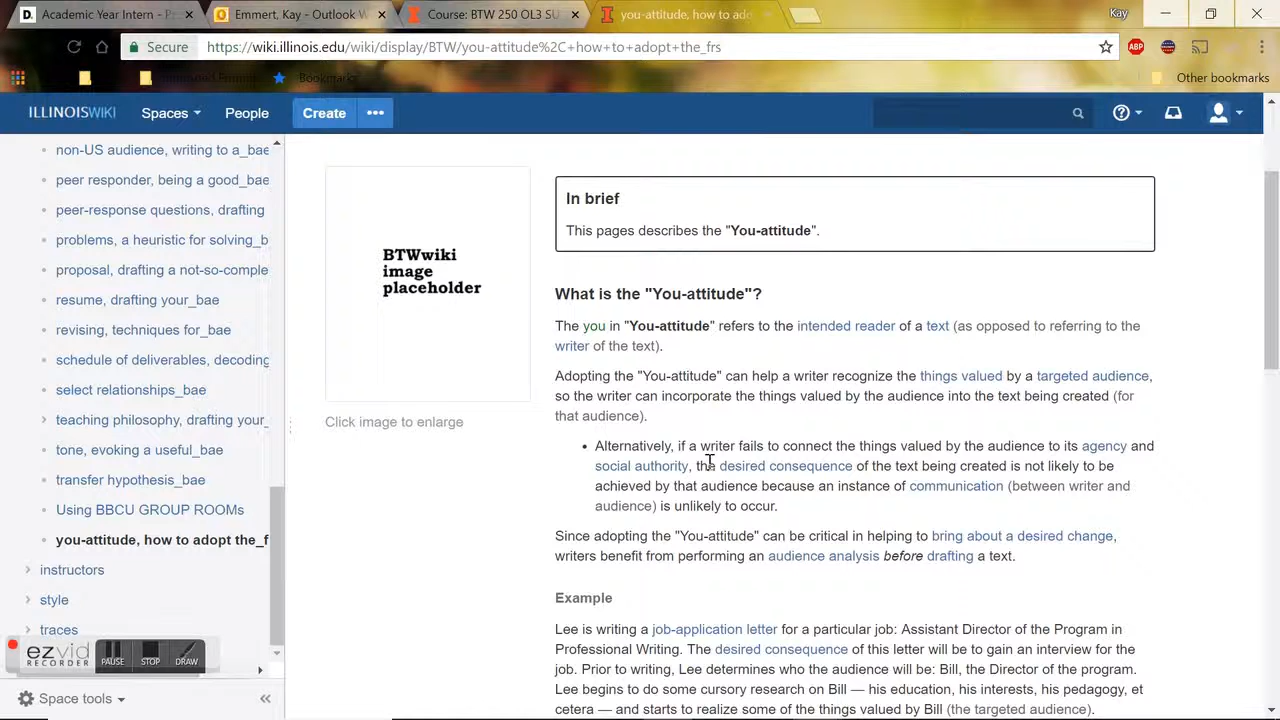 Academic Year Intern - P
Emmert, Kay - Outlook W
Course: BTW 250 OL3 SU
you-attitude, how to ado
Kay
Secure
https://wiki.illinois.edu/wiki/display/BTW/you-attitude%2C+how+to+adopt+the_frs
ABP
Bookmarks
Other bookmarks
ILLINOISWIKI
Spaces
People
Create
•••
non-US audience, writing to a_bae
peer responder, being a good_bae
peer-response questions, drafting
problems, a heuristic for solving_b
proposal, drafting a not-so-comple
resume, drafting your_bae
revising, techniques for_bae
schedule of deliverables, decoding
select relationships_bae
teaching philosophy, drafting your_
tone, evoking a useful_bae
transfer hypothesis_bae
Using BBCU GROUP ROOMs
you-attitude, how to adopt the_f
instructors
style
traces
ezvid
RECORDER
PAUSE
STOP
DRAW
Space tools
BTWwiki
image
placeholder
Click image to enlarge
In brief
This pages describes the "You-attitude".
What is the "You-attitude"?
The you in "You-attitude" refers to the intended reader of a text (as opposed to referring to the
writer of the text).
Adopting the "You-attitude" can help a writer recognize the things valued by a targeted audience,
so the writer can incorporate the things valued by the audience into the text being created (for
that audience).
• Alternatively, if a writer fails to connect the things valued by the audience to its agency and
social authority, the desired consequence of the text being created is not likely to be
achieved by that audience because an instance of communication (between writer and
audience) is unlikely to occur.
Since adopting the "You-attitude" can be critical in helping to bring about a desired change,
writers benefit from performing an audience analysis before drafting a text.
Example
Lee is writing a job-application letter for a particular job: Assistant Director of the Program in
Professional Writing. The desired consequence of this letter will be to gain an interview for the
job. Prior to writing, Lee determines who the audience will be: Bill, the Director of the program.
Lee begins to do some cursory research on Bill — his education, his interests, his pedagogy, et
cetera — and starts to realize some of the things valued by Bill (the targeted audience).